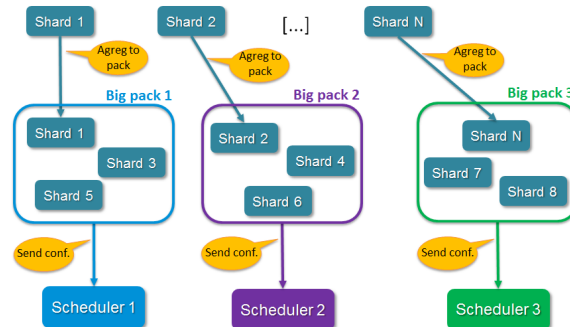 Shard 1
Shard 2
[...]
Shard N
Agreg to
pack
Agreg to
pack
Agreg to
pack
Big pack 1
Big pack 2
Big pack 3
Shard 1
Shard 3
Shard 5
Shard 2
Shard 4
Shard 6
Shard N
Shard 7
Shard 8
Send conf.
Send conf.
Send conf.
Scheduler 1
Scheduler 2
Scheduler 3